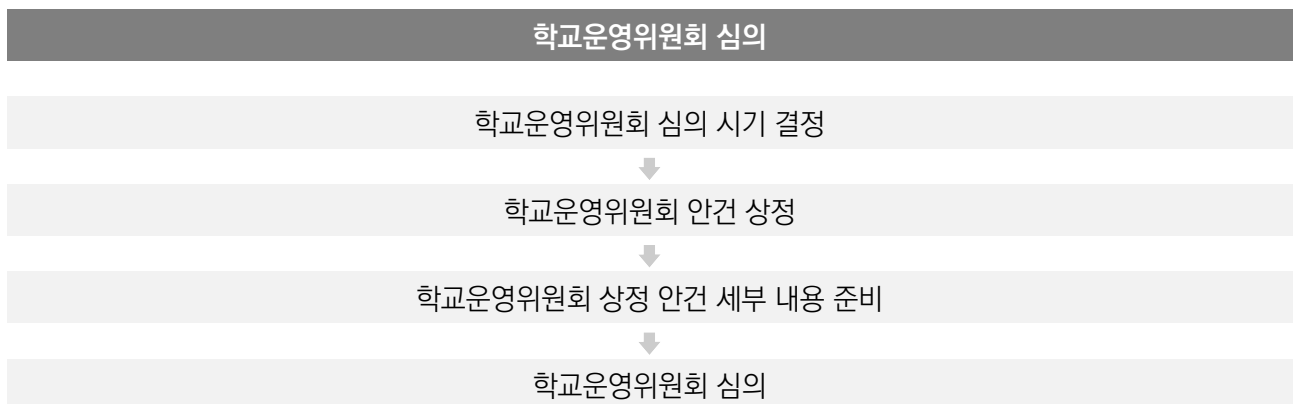 학교운영위원회 심의
학교운영위원회 심의 시기 결정
학교운영위원회 안건 상정
학교운영위원회 상정 안건 세부 내용 준비
학교운영위원회 심의